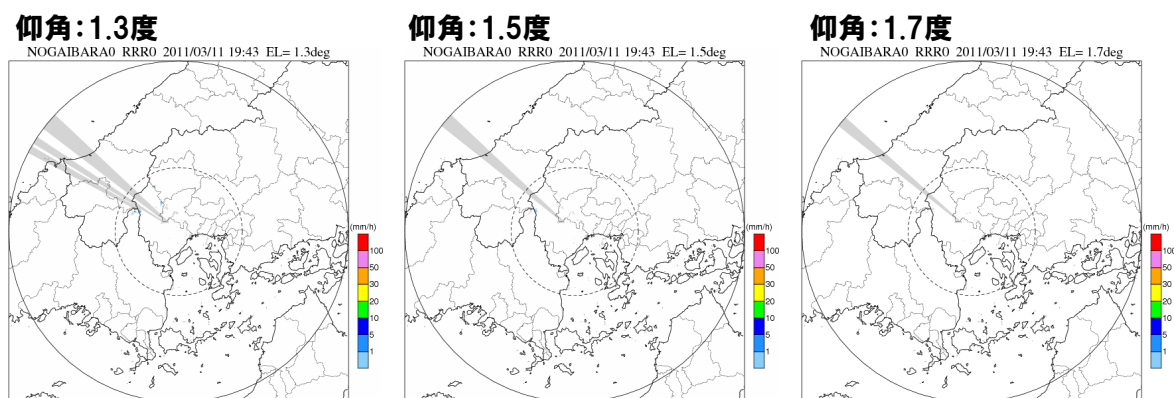 仰角：1.3度
NOGAIBARA0 RRR0 2011/03/11 19:43 EL= 1.3deg
(mm/h)
100
50
30
20
10
5
1
仰角：1.5度
NOGAIBARA0 RRR0 2011/03/11 19:43 EL= 1.5deg
(mm/h)
100
50
30
20
10
5
1
仰角：1.7度
NOGAIBARA0 RRR0 2011/03/11 19:43 EL= 1.7deg
(mm/h)
100
50
30
20
10
5
1